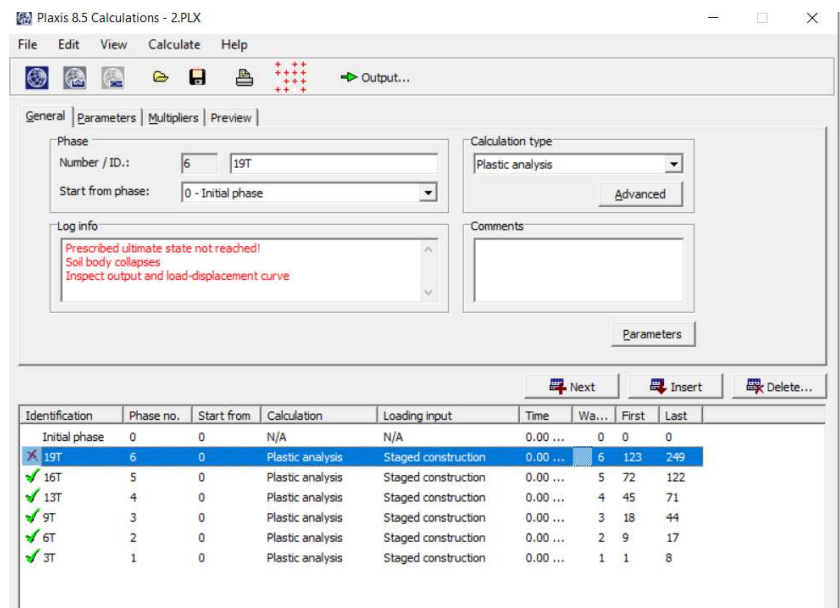 Plaxis 8.5 Calculations - 2.PLX
File Edit View Calculate Help
Output...
General Parameters Multipliers Preview
Phase
Number / ID.: 6 19T
Start from phase: 0 - Initial phase
Calculation type
Plastic analysis
Advanced
Log info
Prescribed ultimate state not reached!
Soil body collapses
Inspect output and load-displacement curve
Comments
Parameters
Next Insert Delete...
Identification Phase no. Start from Calculation Loading input Time Wa... First Last
Initial phase 0 0 N/A N/A 0.00 ... 0 0 0
19T 6 0 Plastic analysis Staged construction 0.00 ... 6 123 249
16T 5 0 Plastic analysis Staged construction 0.00 ... 5 72 122
13T 4 0 Plastic analysis Staged construction 0.00 ... 4 45 71
9T 3 0 Plastic analysis Staged construction 0.00 ... 3 18 44
6T 2 0 Plastic analysis Staged construction 0.00 ... 2 9 17
3T 1 0 Plastic analysis Staged construction 0.00 ... 1 1 8